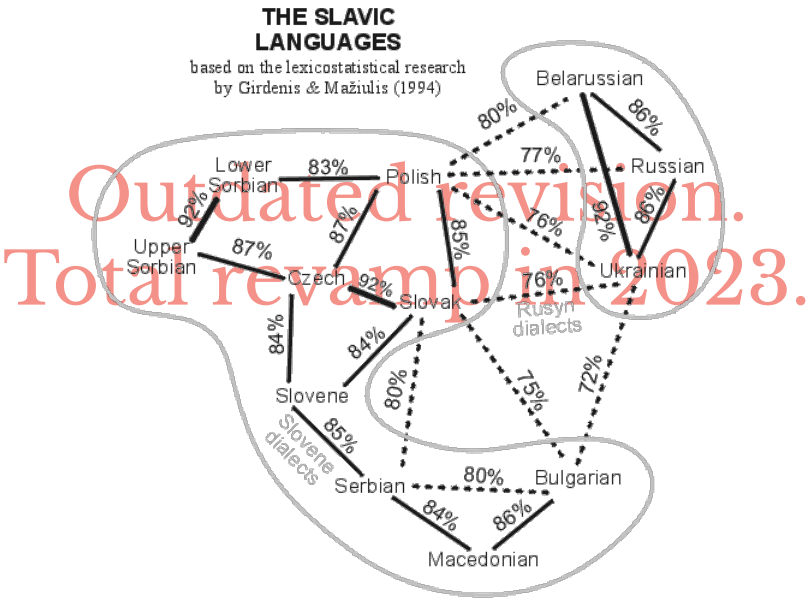 THE SLAVIC
LANGUAGES
based on the lexicostatistical research
by Girdenis & Mažiulis (1994)
Belarussian
80%
86%
77%
Russian
Lower
Sorbian
83%
Polish
Outdated revision.
92%
87%
85%
76%
92%
86%
Upper
Sorbian
87%
Czech
92%
Slovak
76%
Ukrainian
Total revamp in 2023.
Rusyn
dialects
84%
84%
80%
75%
72%
Slovene
Slovene
dialects
85%
Serbian
80%
Bulgarian
84%
86%
Macedonian